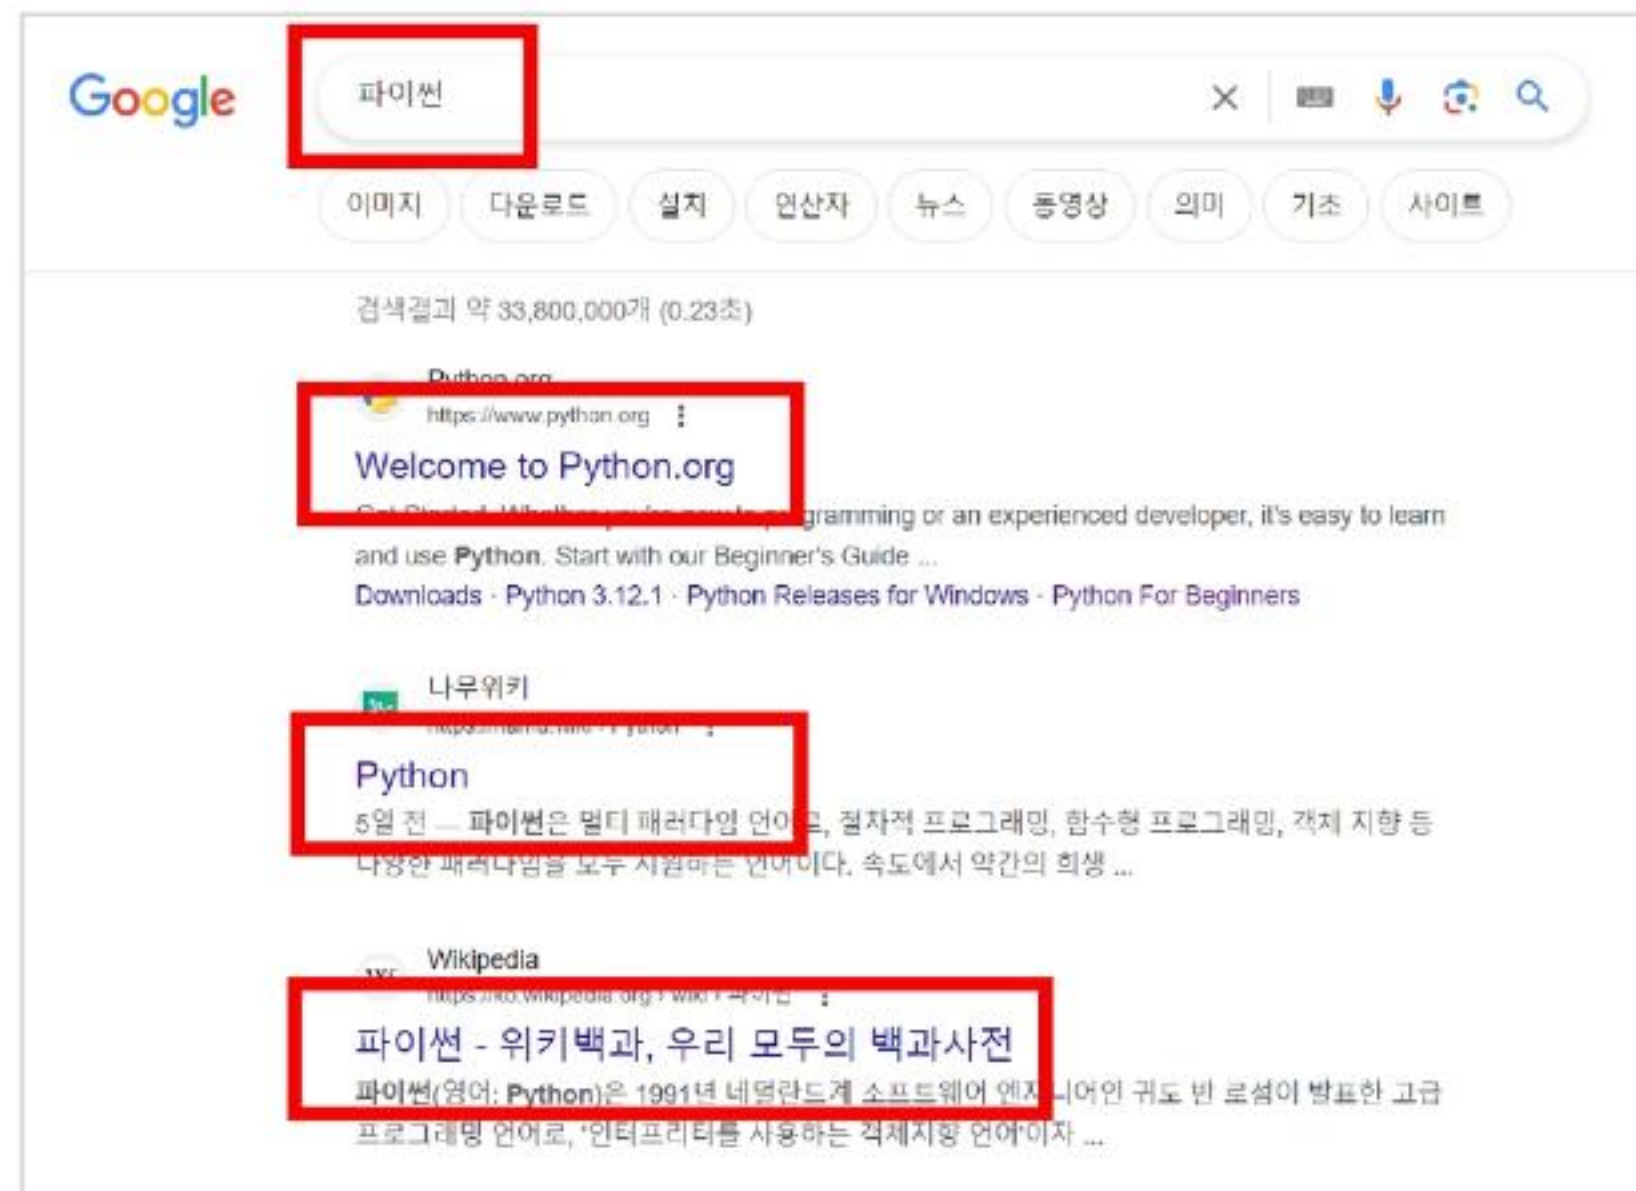 Google
파이썬
이미지 다운로드 설치 연산자 뉴스 동영상 의미 기초 사이트
검색결과 약 33,800,000개 (0.23초)
Python.org
https://www.python.org
Welcome to Python.org
gramming or an experienced developer, it's easy to learn
and use Python. Start with our Beginner's Guide ...
Downloads · Python 3.12.1 · Python Releases for Windows · Python For Beginners
나무위키
Python
5일 전 — 파이썬은 멀티 패러다임 언어로, 절차적 프로그래밍, 함수형 프로그래밍, 객체 지향 등
다양한 패러다임을 모두 지원하는 언어이다. 속도에서 약간의 희생 ...
Wikipedia
https://ko.wikipedia.org › wiki › 파이썬
파이썬 - 위키백과, 우리 모두의 백과사전
파이썬(영어: Python)은 1991년 네덜란드계 소프트웨어 엔지니어인 귀도 반 로섬이 발표한 고급
프로그래밍 언어로, '인터프리터를 사용하는 객체지향 언어'이자 ...